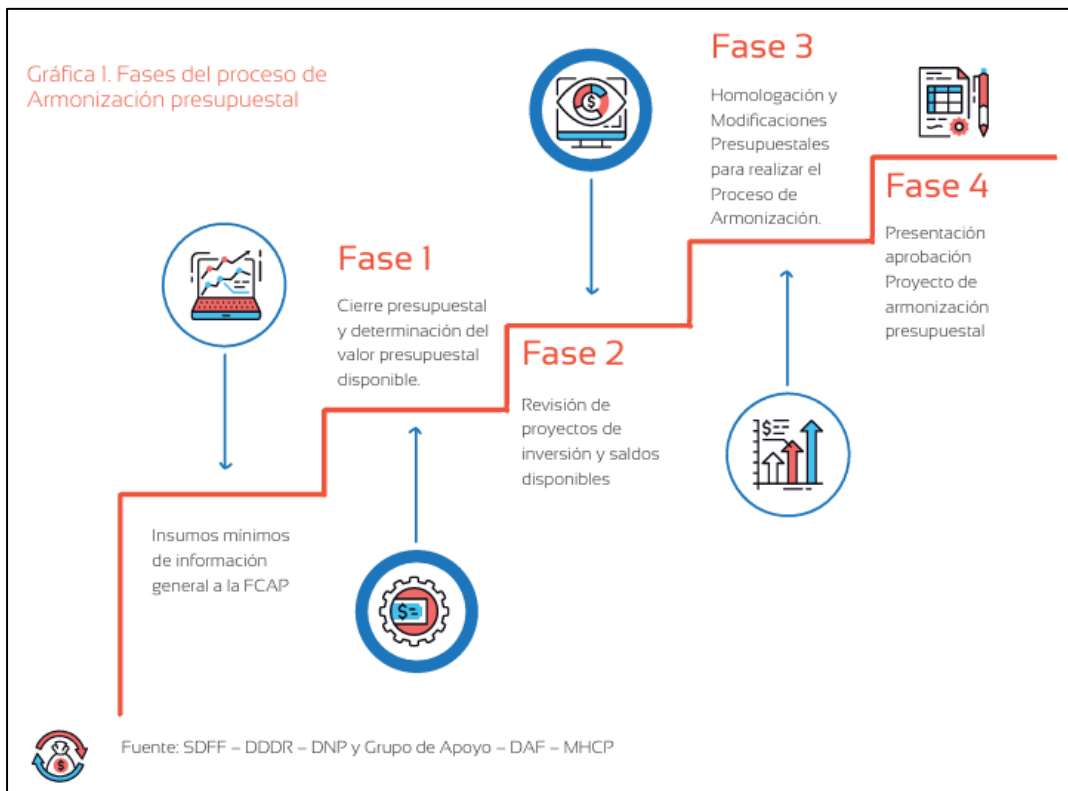 Gráfica 1. Fases del proceso de
Armonización presupuestal
Insumos mínimos
de información
general a la FCAP
Fase 1
Cierre presupuestal
y determinación del
valor presupuestal
disponible.
Fase 2
Revisión de
proyectos de
inversión y saldos
disponibles
Fase 3
Homologación y
Modificaciones
Presupuestales
para realizar el
Proceso de
Armonización.
Fase 4
Presentación
aprobación
Proyecto de
armonización
presupuestal
Fuente: SDFF – DDDR – DNP y Grupo de Apoyo – DAF – MHCP